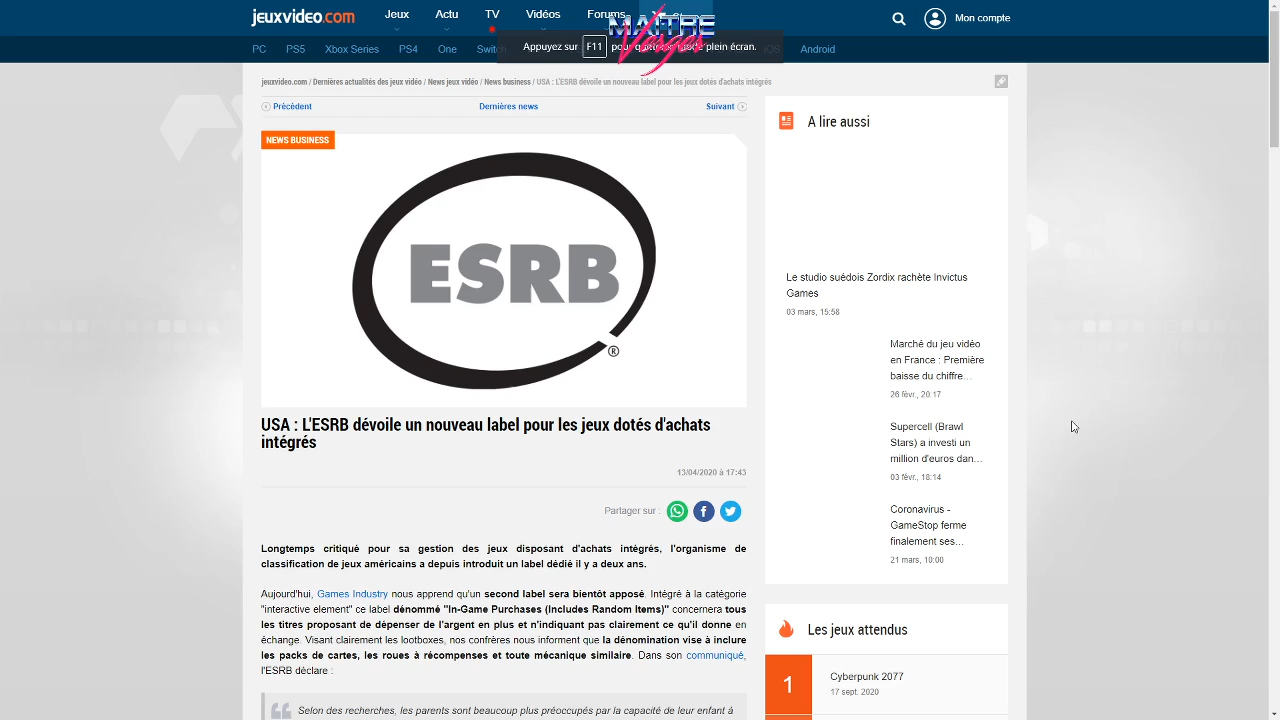 jeuxvideo.com
Jeux
Actu
TV
Vidéos
Forums
MAITRE
Mon compte
PC
PS5
Xbox Series
PS4
One
Switch
iOS
Android
Appuyez sur F11 pour quitter le mode plein écran.
jeuxvideo.com / Dernières actualités des jeux vidéo / News jeux vidéo / News business / USA : L'ESRB dévoile un nouveau label pour les jeux dotés d'achats intégrés
Précédent
Dernières news
Suivant
NEWS BUSINESS
ESRB
®
USA : L'ESRB dévoile un nouveau label pour les jeux dotés d'achats
intégrés
13/04/2020 à 17:43
Partager sur :
Longtemps critiqué pour sa gestion des jeux disposant d'achats intégrés, l'organisme de
classification de jeux américains a depuis introduit un label dédié il y a deux ans.
Aujourd'hui, Games Industry nous apprend qu'un second label sera bientôt apposé. Intégré à la catégorie
"interactive element" ce label dénommé "In-Game Purchases (Includes Random Items)" concernera tous
les titres proposant de dépenser de l'argent en plus et n'indiquant pas clairement ce qu'il donne en
échange. Visant clairement les lootboxes, nos confrères nous informent que la dénomination vise à inclure
les packs de cartes, les roues à récompenses et toute mécanique similaire. Dans son communiqué,
l'ESRB déclare :
Selon des recherches, les parents sont beaucoup plus préoccupés par la capacité de leur enfant à
A lire aussi
Le studio suédois Zordix rachète Invictus
Games
03 mars, 15:58
Marché du jeu vidéo
en France : Première
baisse du chiffre...
26 févr., 20:17
Supercell (Brawl
Stars) a investi un
million d'euros dan...
03 févr., 18:14
Coronavirus -
GameStop ferme
finalement ses...
21 mars, 10:00
Les jeux attendus
1
Cyberpunk 2077
17 sept. 2020